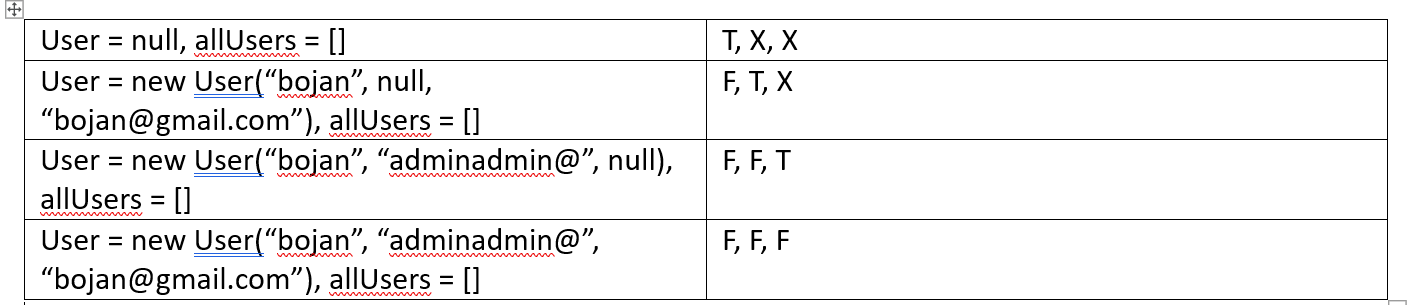 User = null, allUsers = [] T, X, X
User = new User(“bojan”, null, F, T, X
“bojan@gmail.com”), allUsers = []
User = new User(“bojan”, “adminadmin@”, null), F, F, T
allUsers = []
User = new User(“bojan”, “adminadmin@”, F, F, F
“bojan@gmail.com”), allUsers = []